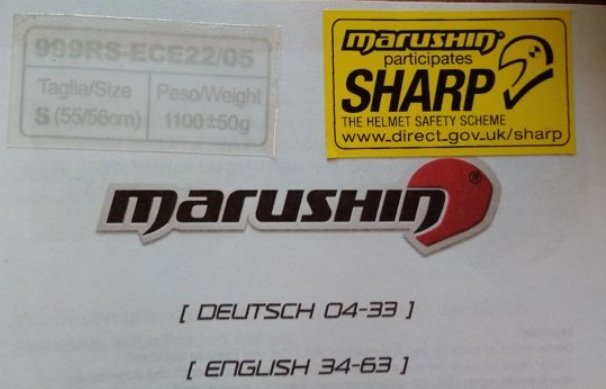 999RS-ECE22/05
Taglia/Size
Peso/Weight
S (55/56cm)
1100 ±50g
marushin®
participates
SHARP
THE HELMET SAFETY SCHEME
www.direct.gov.uk/sharp
marushin®
[ DEUTSCH 04-33 ]
[ ENGLISH 34-63 ]